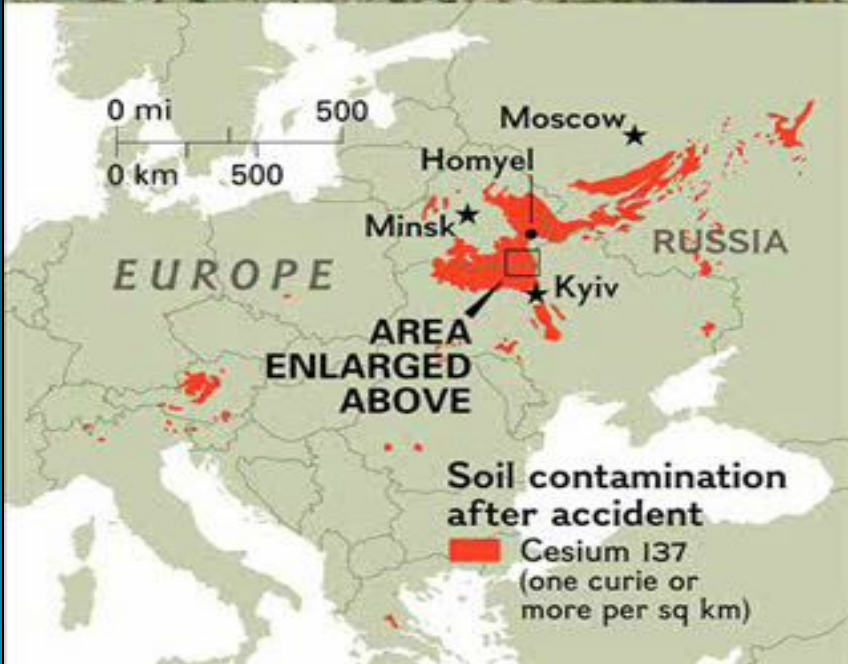 0 mi 500
0 km 500
Moscow
Homyel
Minsk
RUSSIA
EUROPE
Kyiv
AREA
ENLARGED
ABOVE
Soil contamination
after accident
Cesium 137
(one curie or
more per sq km)